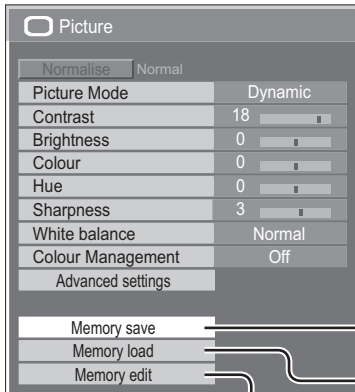 Picture
Normalise Normal
Picture Mode Dynamic
Contrast 18
Brightness 0
Colour 0
Hue 0
Sharpness 3
White balance Normal
Colour Management Off
Advanced settings
Memory save
Memory load
Memory edit